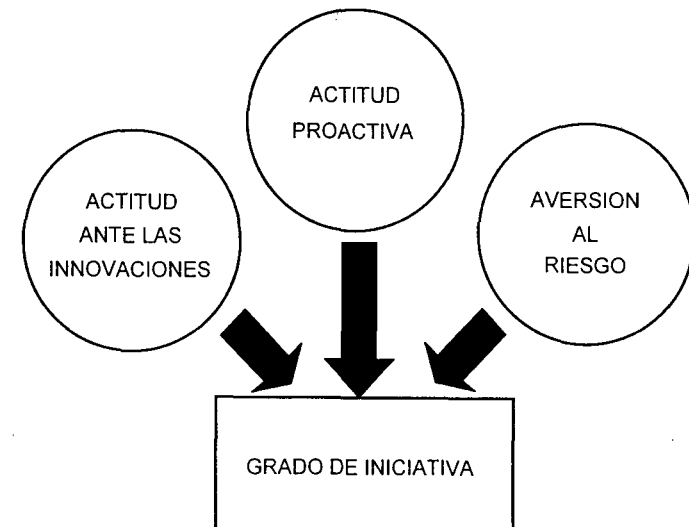 ACTITUD
PROACTIVA
ACTITUD
ANTE LAS
INNOVACIONES
AVERSION
AL
RIESGO
GRADO DE INICIATIVA